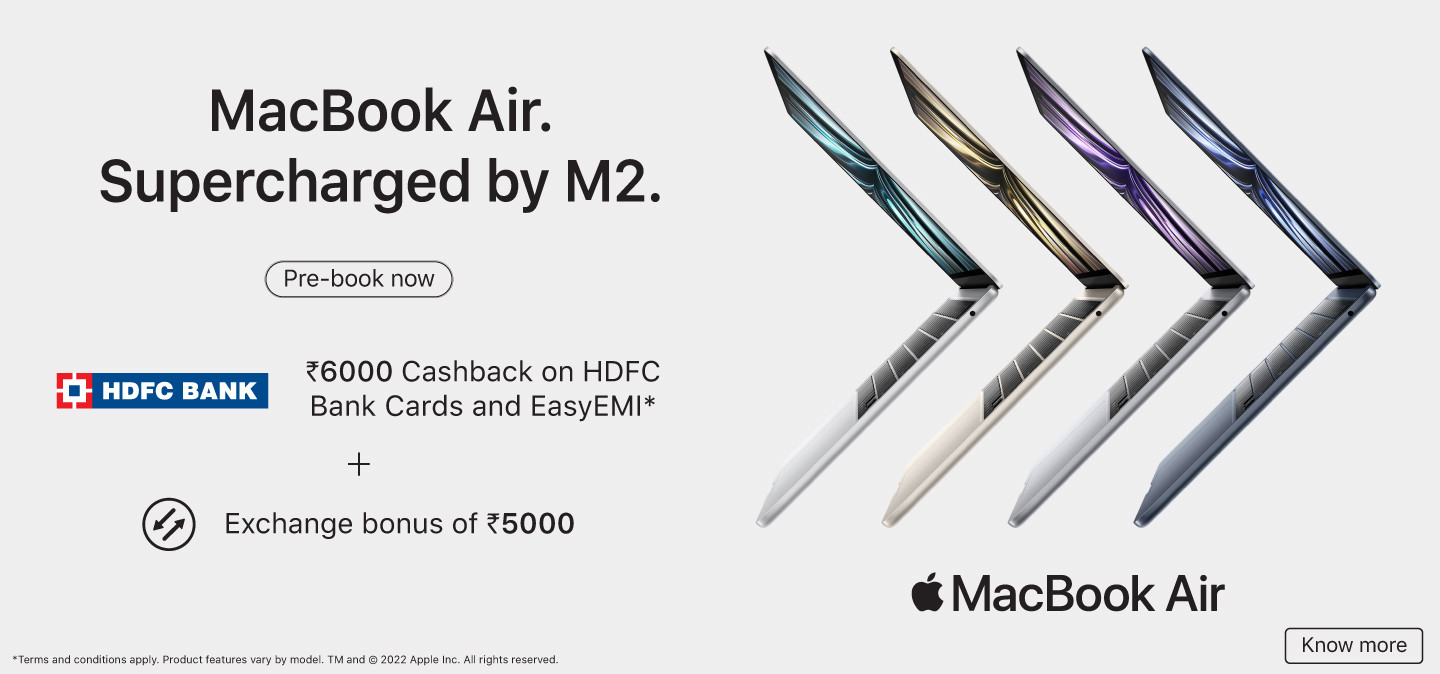 MacBook Air.
Supercharged by M2.
Pre-book now
HDFC BANK
₹6000 Cashback on HDFC
Bank Cards and EasyEMI*
+
Exchange bonus of ₹5000
MacBook Air
Know more
*Terms and conditions apply. Product features vary by model. TM and © 2022 Apple Inc. All rights reserved.